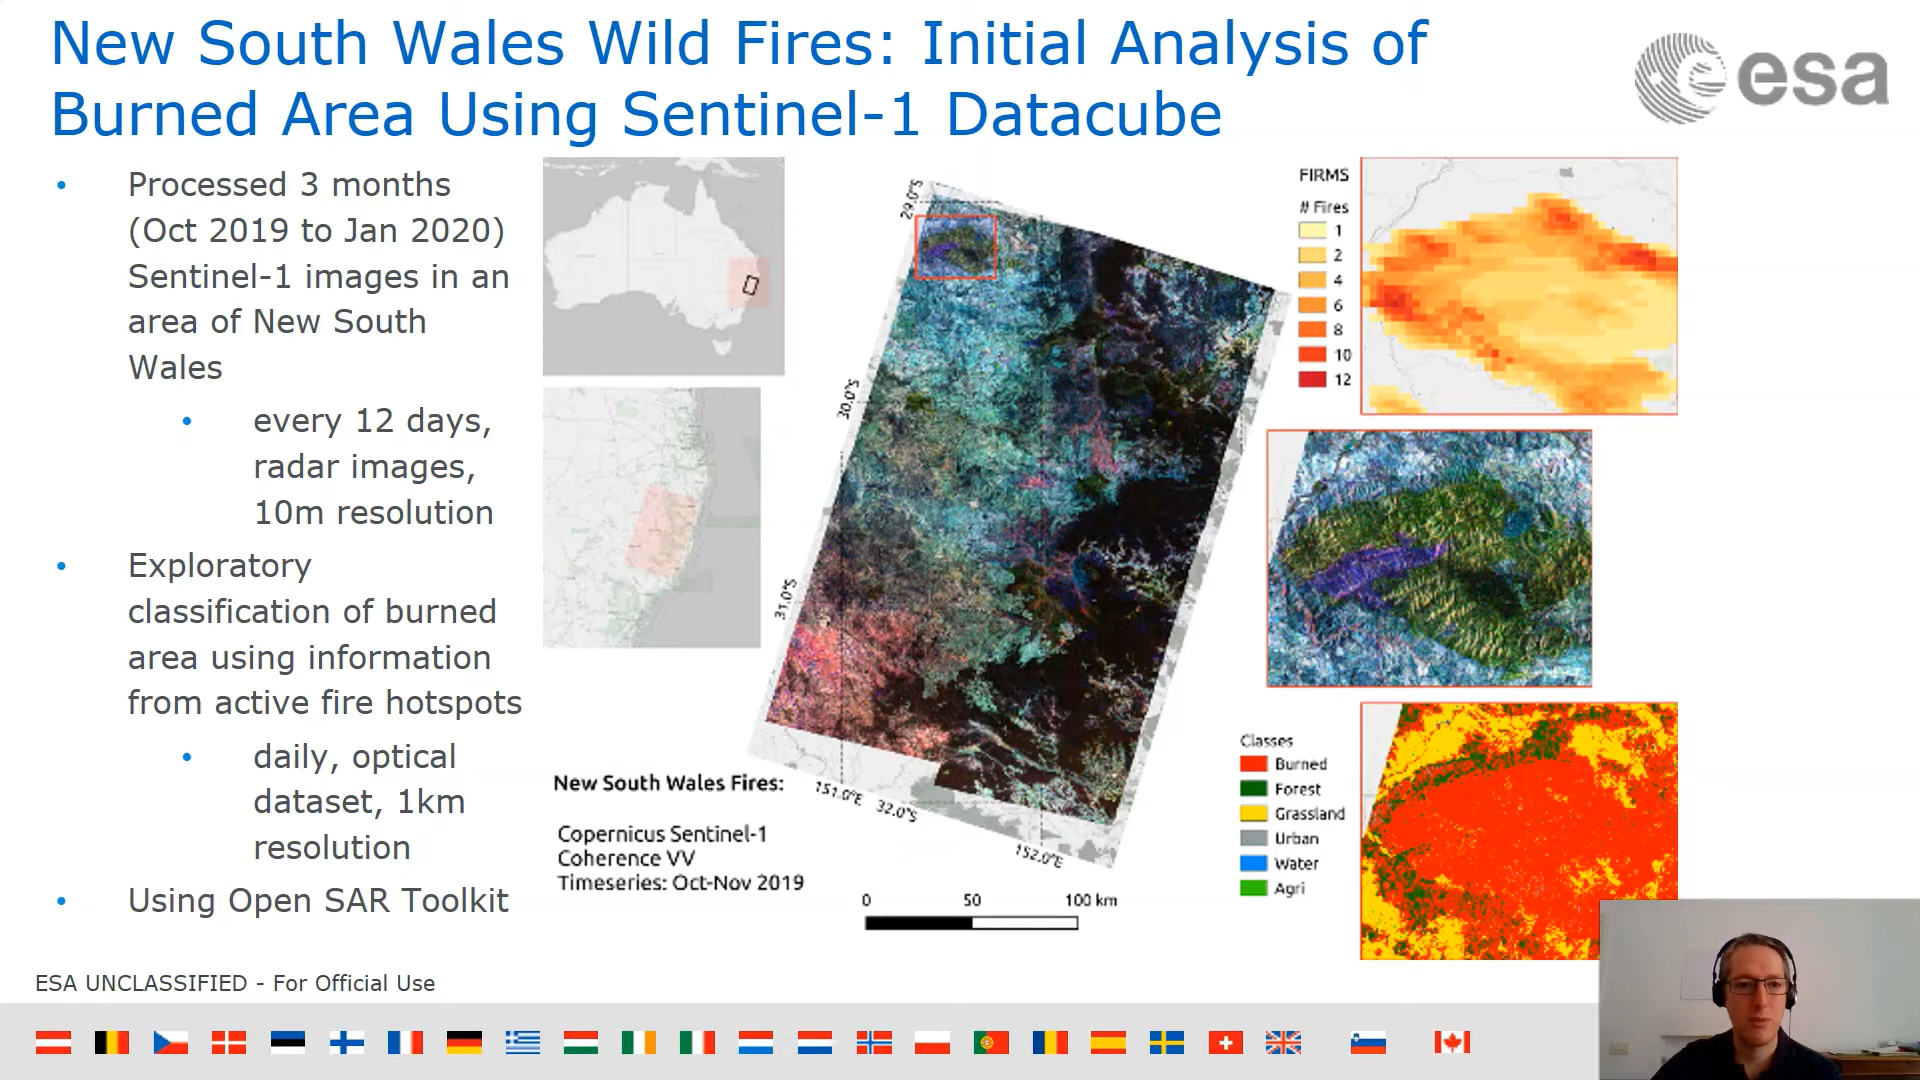 New South Wales Wild Fires: Initial Analysis of
Burned Area Using Sentinel-1 Datacube
esa
• Processed 3 months
(Oct 2019 to Jan 2020)
Sentinel-1 images in an
area of New South
Wales
• every 12 days,
radar images,
10m resolution
• Exploratory
classification of burned
area using information
from active fire hotspots
• daily, optical
dataset, 1km
resolution
• Using Open SAR Toolkit
29.0°S
30.0°S
31.0°S
151.0°E
32.0°S
152.0°E
New South Wales Fires:
Copernicus Sentinel-1
Coherence VV
Timeseries: Oct-Nov 2019
0 50 100 km
FIRMS
# Fires
1
2
4
6
8
10
12
Classes
Burned
Forest
Grassland
Urban
Water
Agri
ESA UNCLASSIFIED - For Official Use